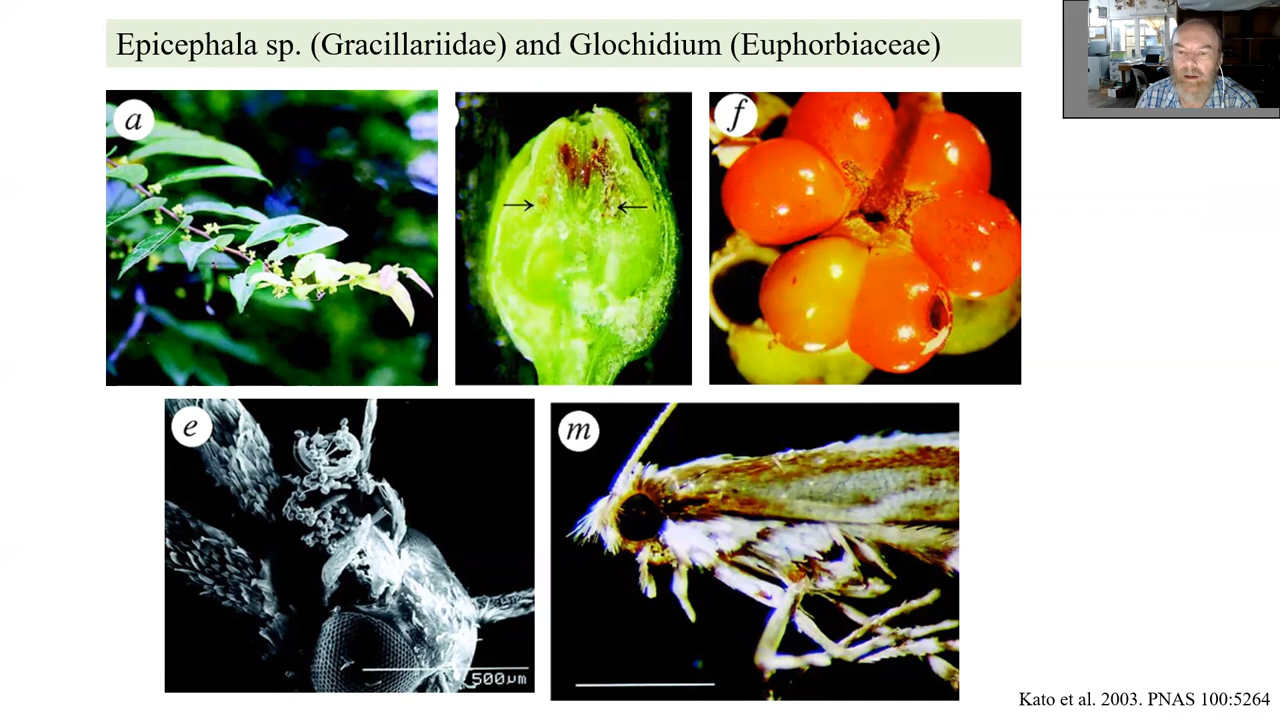 Epicephala sp. (Gracillariidae) and Glochidium (Euphorbiaceae)
a
f
e
m
500µm
Kato et al. 2003. PNAS 100:5264